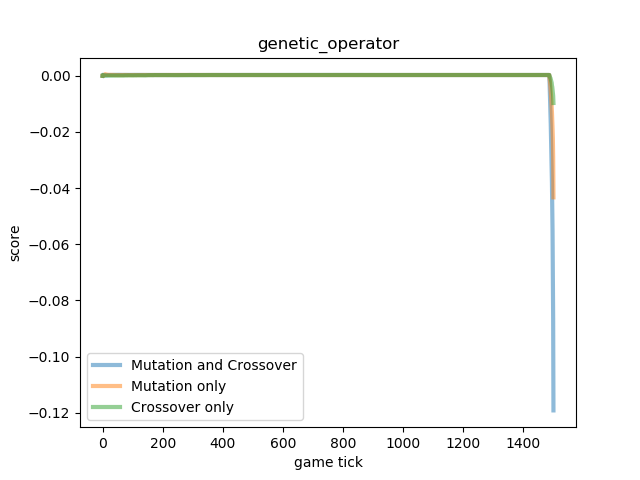 genetic_operator
score
0.00
−0.02
−0.04
−0.06
−0.08
−0.10
−0.12
Mutation and Crossover
Mutation only
Crossover only
0 200 400 600 800 1000 1200 1400
game tick